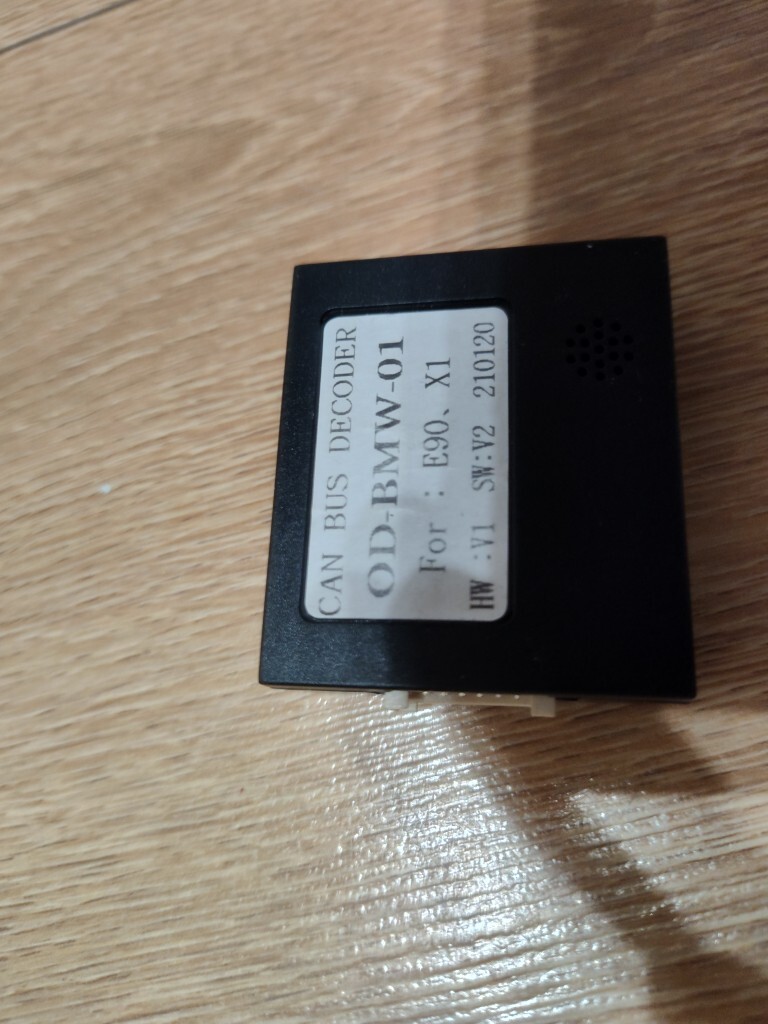 CAN BUS DECODER
OD-BMW-01
For : E90、X1
HW :V1 SW:V2 210120